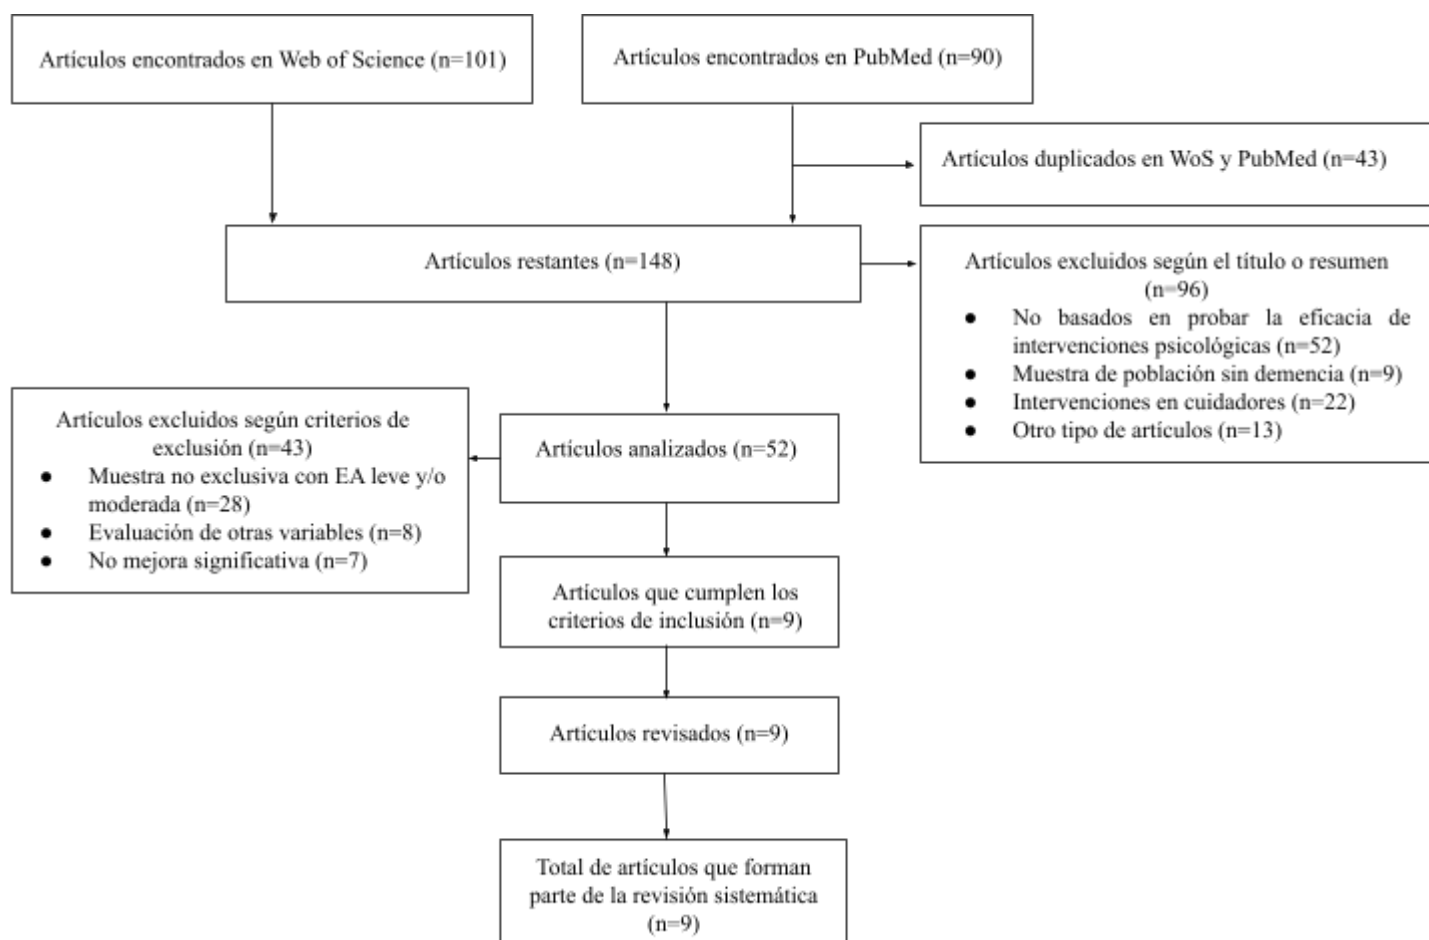 Artículos encontrados en Web of Science (n=101)
Artículos encontrados en PubMed (n=90)
Artículos duplicados en WoS y PubMed (n=43)
Artículos restantes (n=148)
Artículos excluidos según el título o resumen
(n=96)
● No basados en probar la eficacia de
intervenciones psicológicas (n=52)
● Muestra de población sin demencia (n=9)
● Intervenciones en cuidadores (n=22)
● Otro tipo de artículos (n=13)
Artículos analizados (n=52)
Artículos excluidos según criterios de
exclusión (n=43)
● Muestra no exclusiva con EA leve y/o
moderada (n=28)
● Evaluación de otras variables (n=8)
● No mejora significativa (n=7)
Artículos que cumplen los
criterios de inclusión (n=9)
Artículos revisados (n=9)
Total de artículos que forman
parte de la revisión sistemática
(n=9)